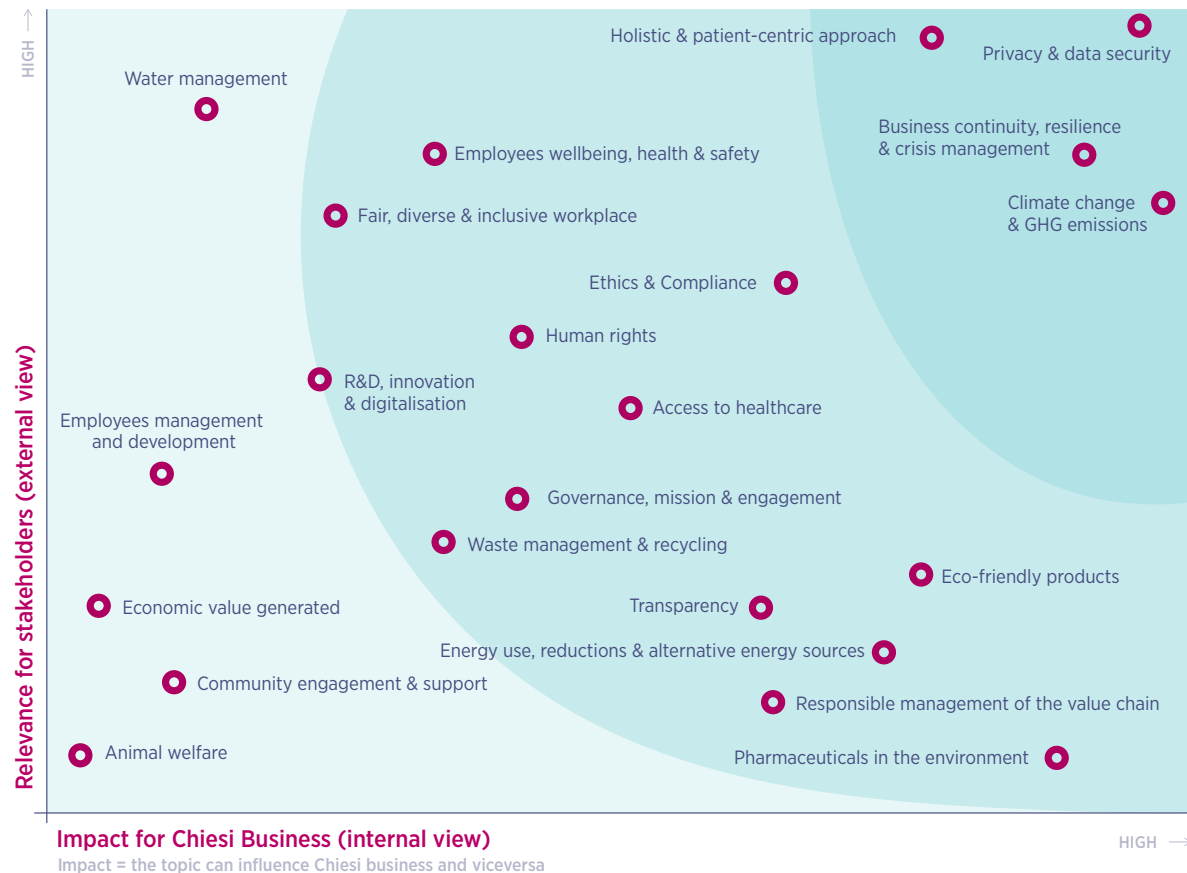 HIGH
Holistic & patient-centric approach
Privacy & data security
Water management
Business continuity, resilience
& crisis management
Employees wellbeing, health & safety
Climate change
& GHG emissions
Fair, diverse & inclusive workplace
Ethics & Compliance
Human rights
R&D, innovation
& digitalisation
Access to healthcare
Employees management
and development
Governance, mission & engagement
Waste management & recycling
Eco-friendly products
Economic value generated
Transparency
Energy use, reductions & alternative energy sources
Community engagement & support
Responsible management of the value chain
Animal welfare
Pharmaceuticals in the environment
Relevance for stakeholders (external view)
Impact for Chiesi Business (internal view)
HIGH
Impact = the topic can influence Chiesi business and viceversa